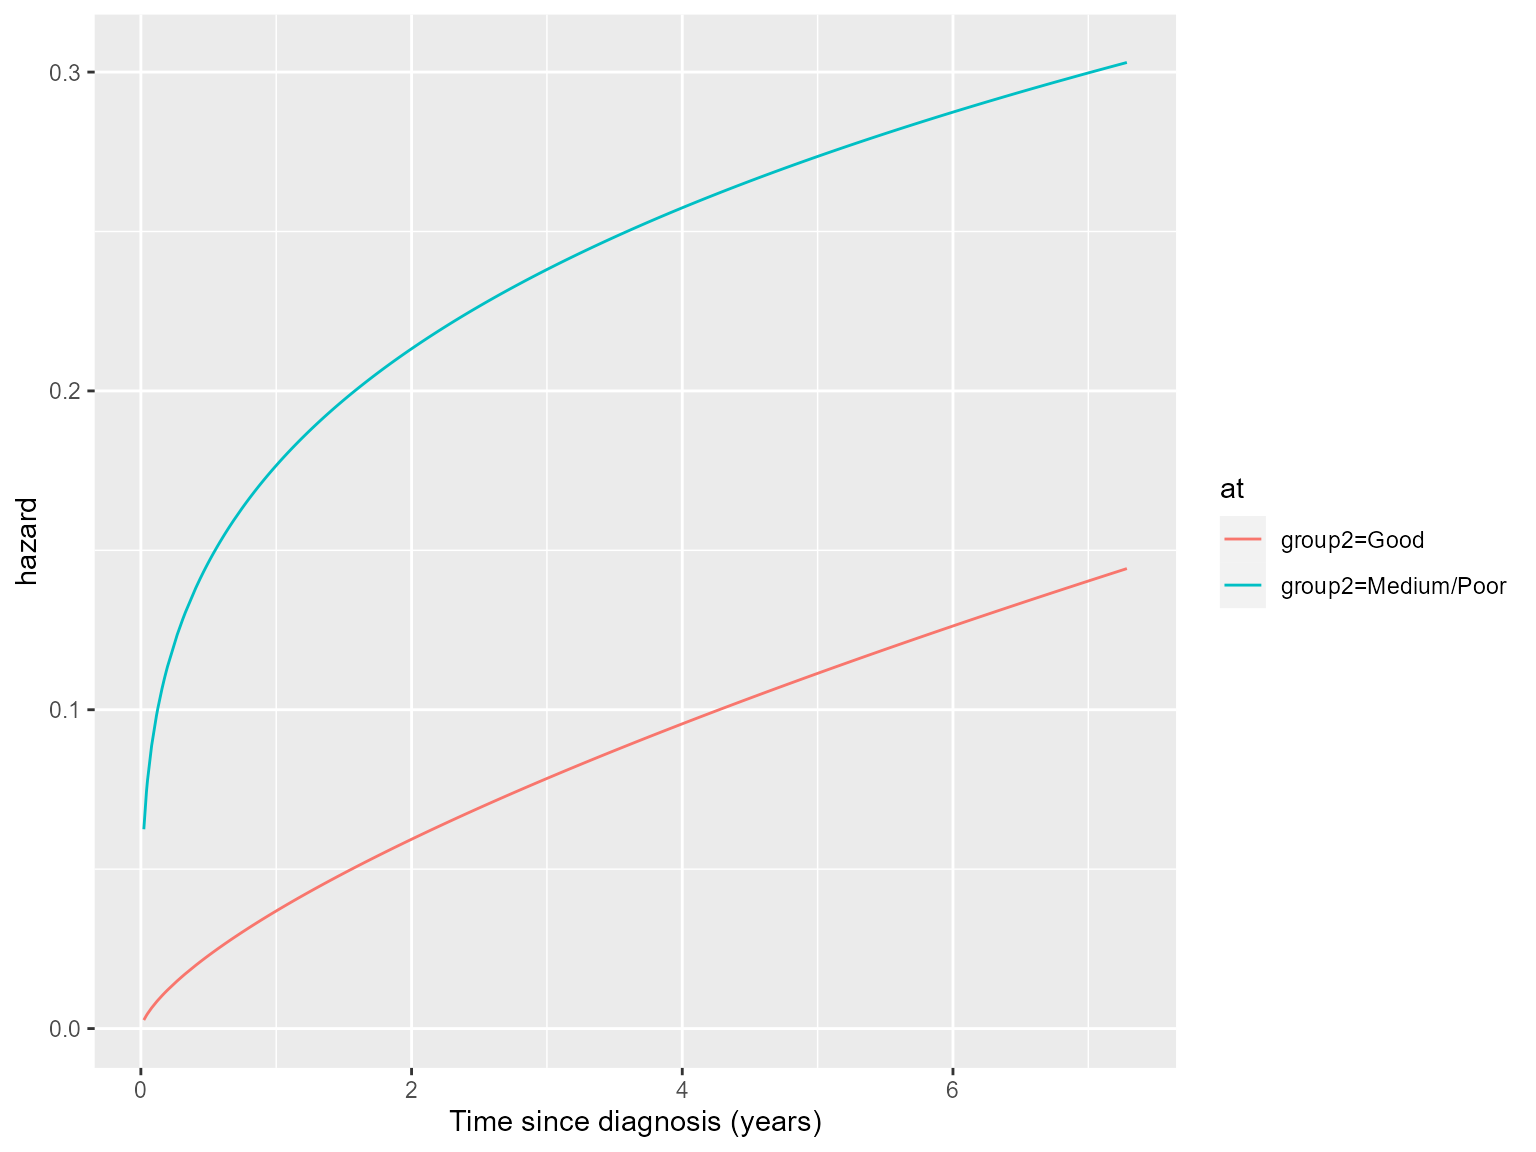 0.3
0.2
0.1
0.0
hazard
0 2 4 6
Time since diagnosis (years)
at
group2=Good
group2=Medium/Poor